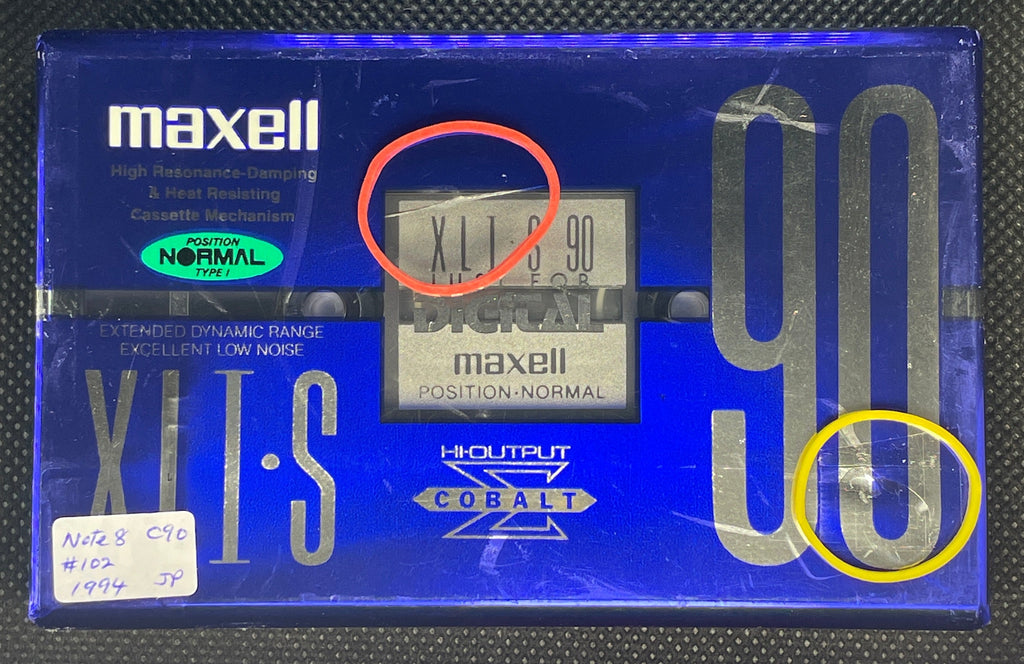 maxell
High Resonance-Damping
& Heat Resisting
Cassette Mechanism
POSITION
NORMAL
TYPE I
EXTENDED DYNAMIC RANGE
EXCELLENT LOW NOISE
XLI·S
90
XLI·S 90
DIGITAL
maxell
POSITION·NORMAL
HI-OUTPUT
COBALT
Note 8 C90
#102
1994 JP